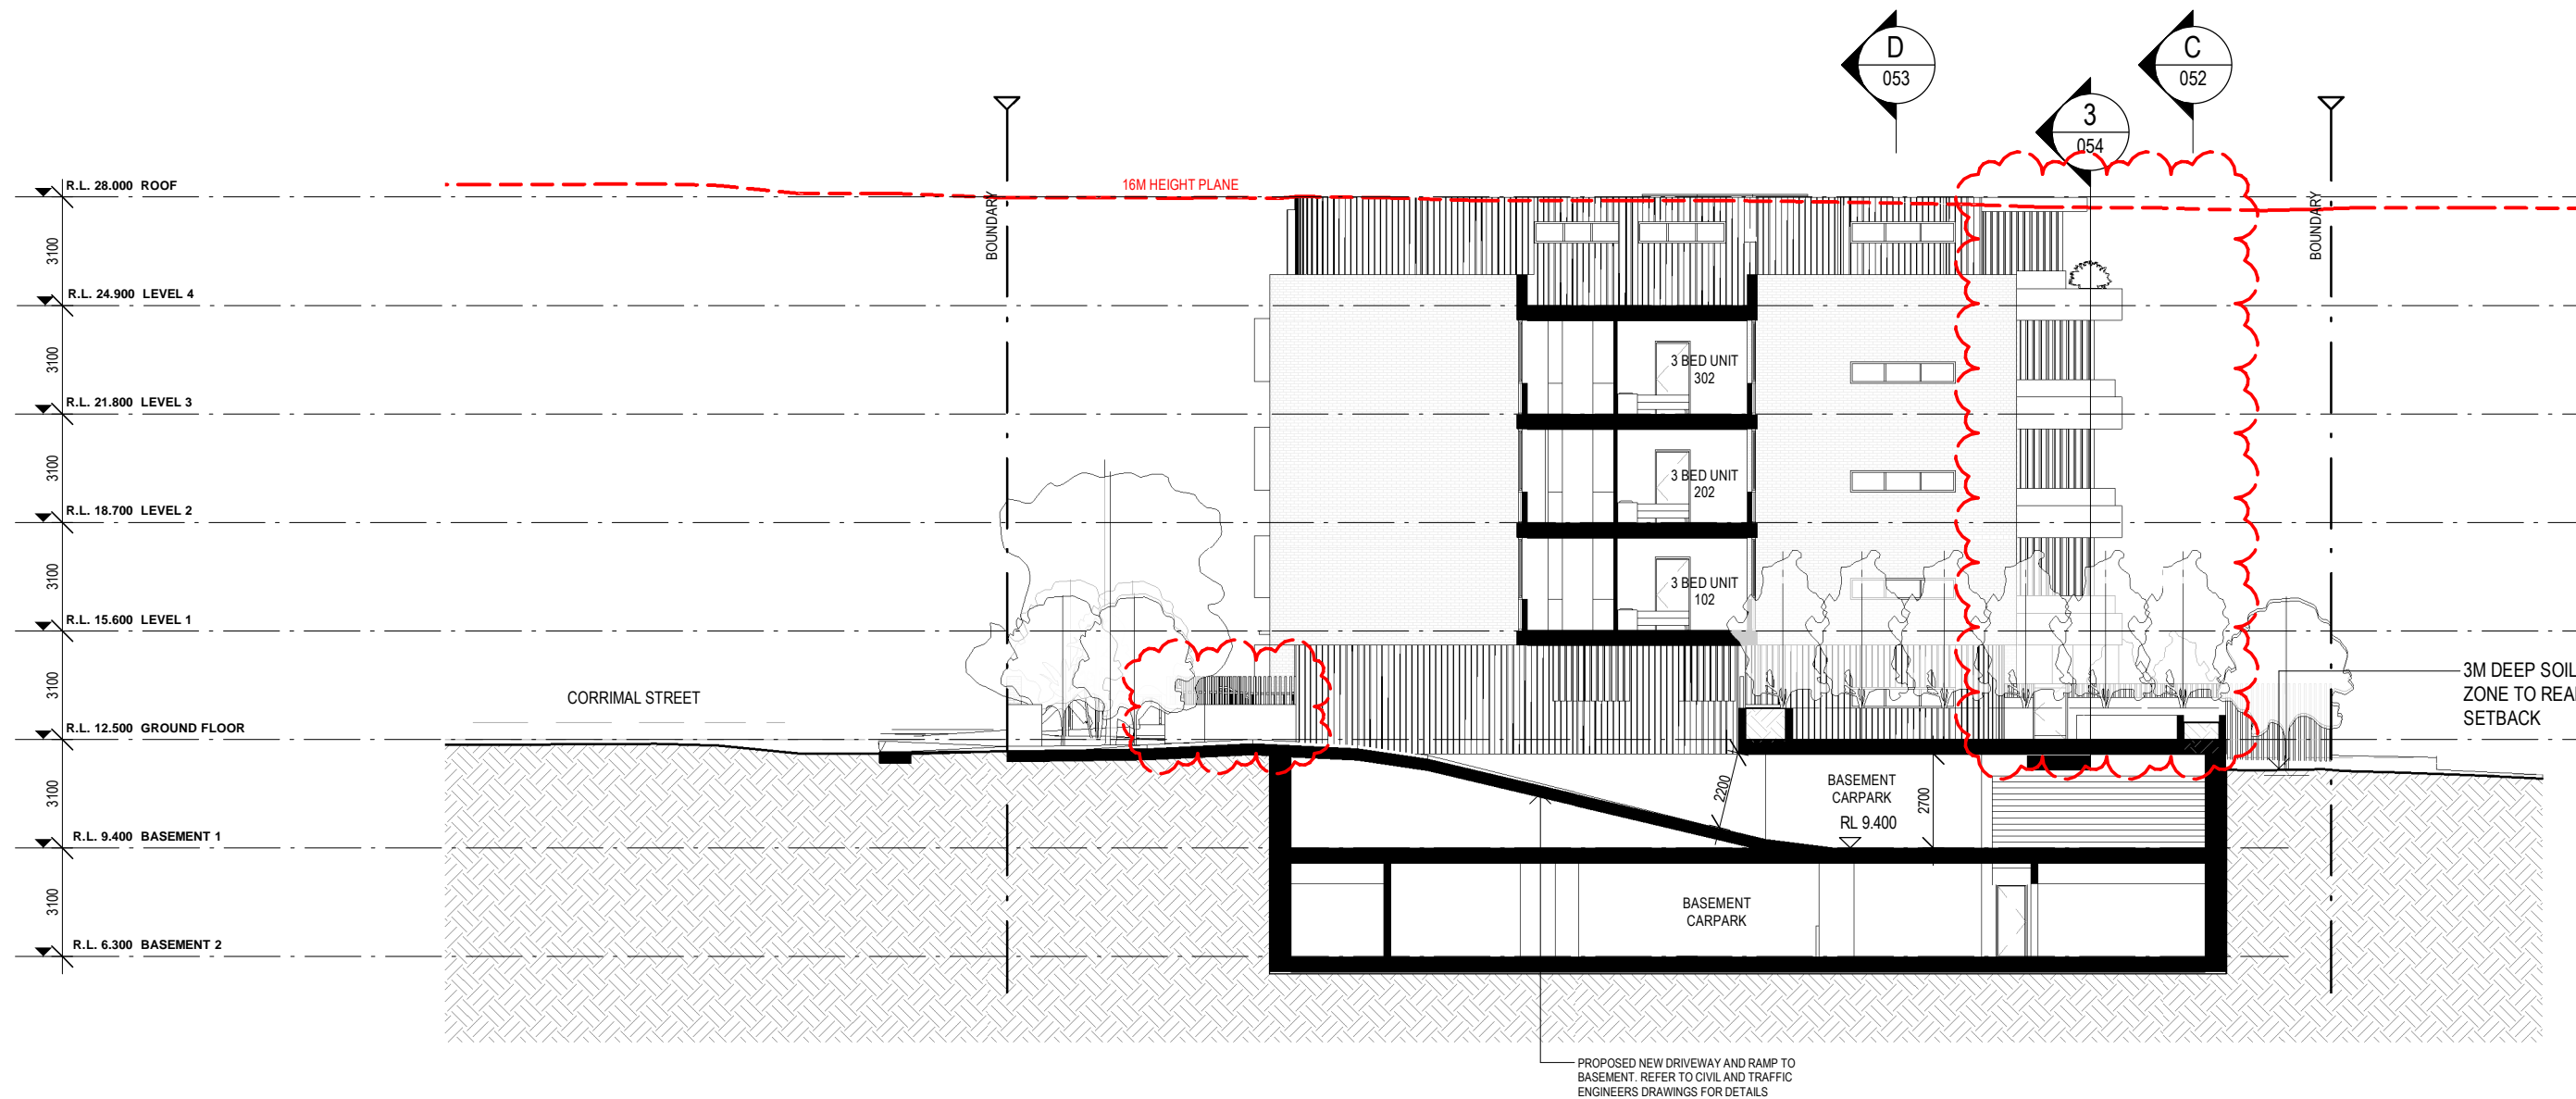 D
053
C
052
3
054
R.L. 28.000 ROOF
16M HEIGHT PLANE
BOUNDARY
BOUNDARY
3100
R.L. 24.900 LEVEL 4
3100
3 BED UNIT
302
R.L. 21.800 LEVEL 3
3100
3 BED UNIT
202
R.L. 18.700 LEVEL 2
3100
3 BED UNIT
102
R.L. 15.600 LEVEL 1
3100
CORRIMAL STREET
3M DEEP SOIL
ZONE TO REA
SETBACK
R.L. 12.500 GROUND FLOOR
3100
2200
BASEMENT
CARPARK
RL 9.400
2700
R.L. 9.400 BASEMENT 1
3100
BASEMENT
CARPARK
R.L. 6.300 BASEMENT 2
PROPOSED NEW DRIVEWAY AND RAMP TO
BASEMENT. REFER TO CIVIL AND TRAFFIC
ENGINEERS DRAWINGS FOR DETAILS